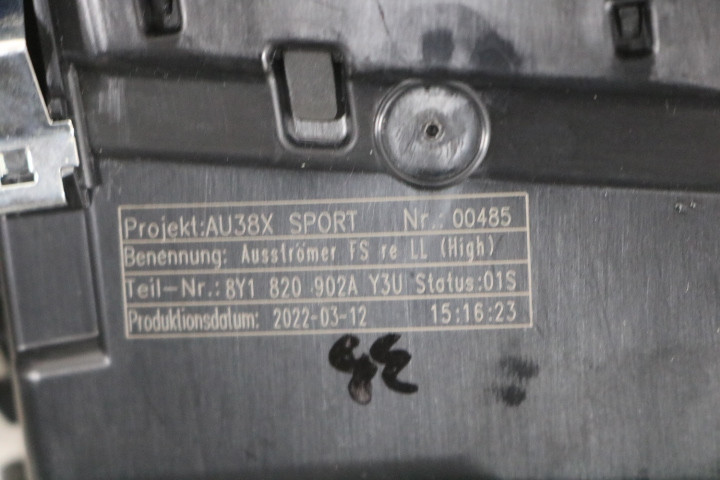 Projekt:AU38X SPORT Nr.: 00485
Benennung: Ausströmer FS re LL (High)
Teil-Nr.: 8Y1 820 902A Y3U Status:01S
Produktionsdatum: 2022-03-12 15:16:23